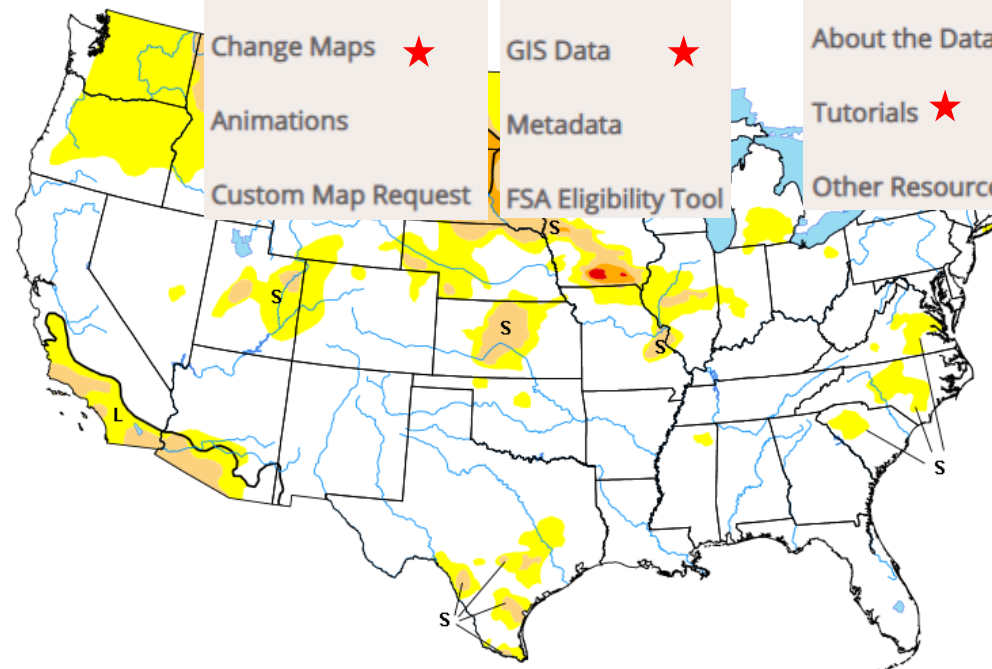 Change Maps
GIS Data
About the Data
Animations
Metadata
Tutorials
Custom Map Request
FSA Eligibility Tool
Other Resource
S
S
S
S
L
S
S